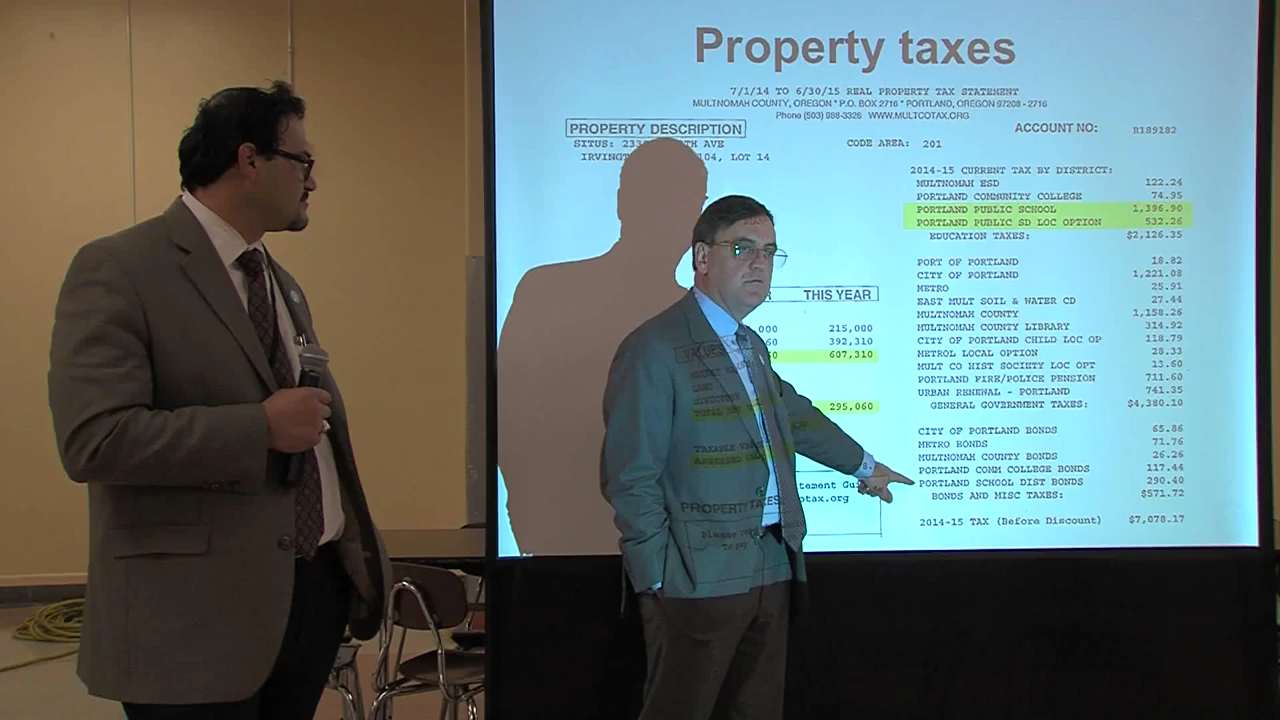 Property taxes
7/1/14 TO 6/30/15 REAL PROPERTY TAX STATEMENT
MULTNOMAH COUNTY, OREGON * P.O. BOX 2716 * PORTLAND, OREGON 97208 - 2716
Phone (503) 988-3326 WWW.MULTCOTAX.ORG
PROPERTY DESCRIPTION
ACCOUNT NO: R189182
SITUS: AVE
CODE AREA: 201
104, LOT 14
2014-15 CURRENT TAX BY DISTRICT:
MULTNOMAH ESD 122.24
PORTLAND COMMUNITY COLLEGE 74.95
PORTLAND PUBLIC SCHOOL 1,396.90
PORTLAND PUBLIC SD LOC OPTION 532.26
EDUCATION TAXES: $2,126.35
PORT OF PORTLAND 18.82
CITY OF PORTLAND 1,221.08
METRO 25.91
EAST MULT SOIL & WATER CD 27.44
MULTNOMAH COUNTY 1,158.26
MULTNOMAH COUNTY LIBRARY 314.92
CITY OF PORTLAND CHILD LOC OP 118.79
METROL LOCAL OPTION 28.33
MULT CO HIST SOCIETY LOC OPT 13.60
PORTLAND FIRE/POLICE PENSION 711.60
URBAN RENEWAL - PORTLAND 741.35
GENERAL GOVERNMENT TAXES: $4,380.10
CITY OF PORTLAND BONDS 65.86
METRO BONDS 71.76
MULTNOMAH COUNTY BONDS 26.26
PORTLAND COMM COLLEGE BONDS 117.44
PORTLAND SCHOOL DIST BONDS 290.40
BONDS AND MISC TAXES: $571.72
2014-15 TAX (Before Discount) $7,078.17
THIS YEAR
VALUES
215,000
LAND
392,310
STRUCTURE
607,310
295,060
PROPERTY TAXES